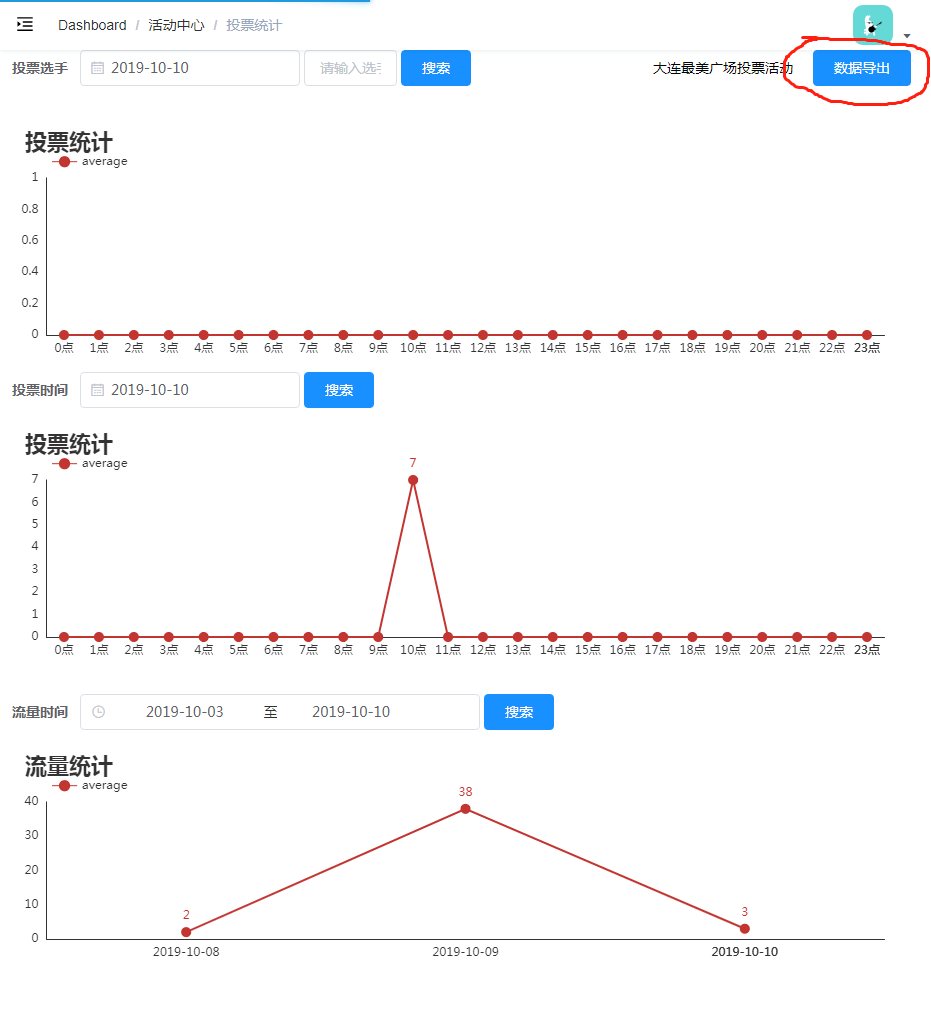 Dashboard / 活动中心 / 投票统计
投票选手 2019-10-10 请输入选手 搜索 大连最美广场投票活动 数据导出
投票统计
average
1
0.8
0.6
0.4
0.2
0
0点 1点 2点 3点 4点 5点 6点 7点 8点 9点 10点 11点 12点 13点 14点 15点 16点 17点 18点 19点 20点 21点 22点 23点
投票时间 2019-10-10 搜索
投票统计
average
7
7
6
5
4
3
2
1
0
0点 1点 2点 3点 4点 5点 6点 7点 8点 9点 10点 11点 12点 13点 14点 15点 16点 17点 18点 19点 20点 21点 22点 23点
流量时间 2019-10-03 至 2019-10-10 搜索
流量统计
average
38
40
30
20
10
2
3
0
2019-10-08 2019-10-09 2019-10-10